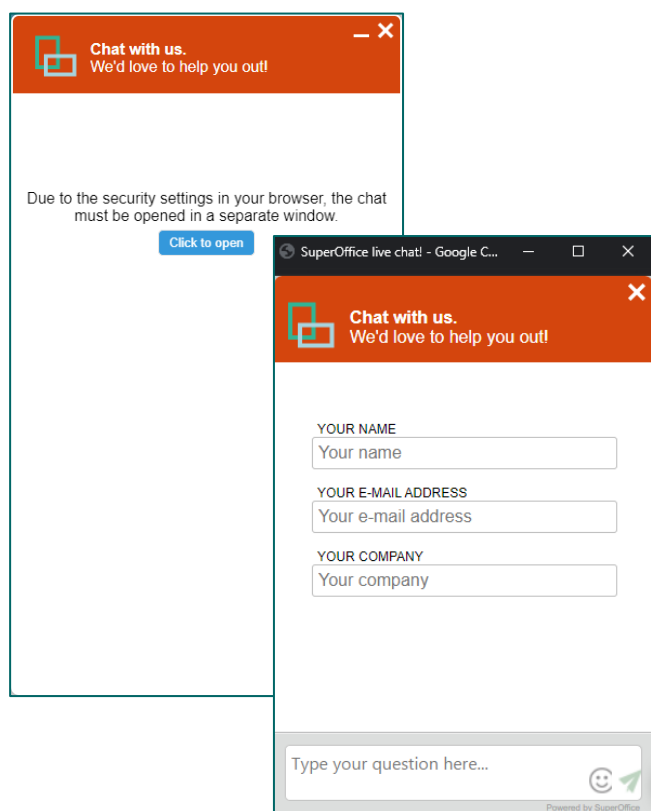 Chat with us.
We'd love to help you out!
Due to the security settings in your browser, the chat
must be opened in a separate window.
Click to open
SuperOffice live chat! - Google C...
Chat with us.
We'd love to help you out!
YOUR NAME
Your name
YOUR E-MAIL ADDRESS
Your e-mail address
YOUR COMPANY
Your company
Type your question here...
Powered by SuperOffice